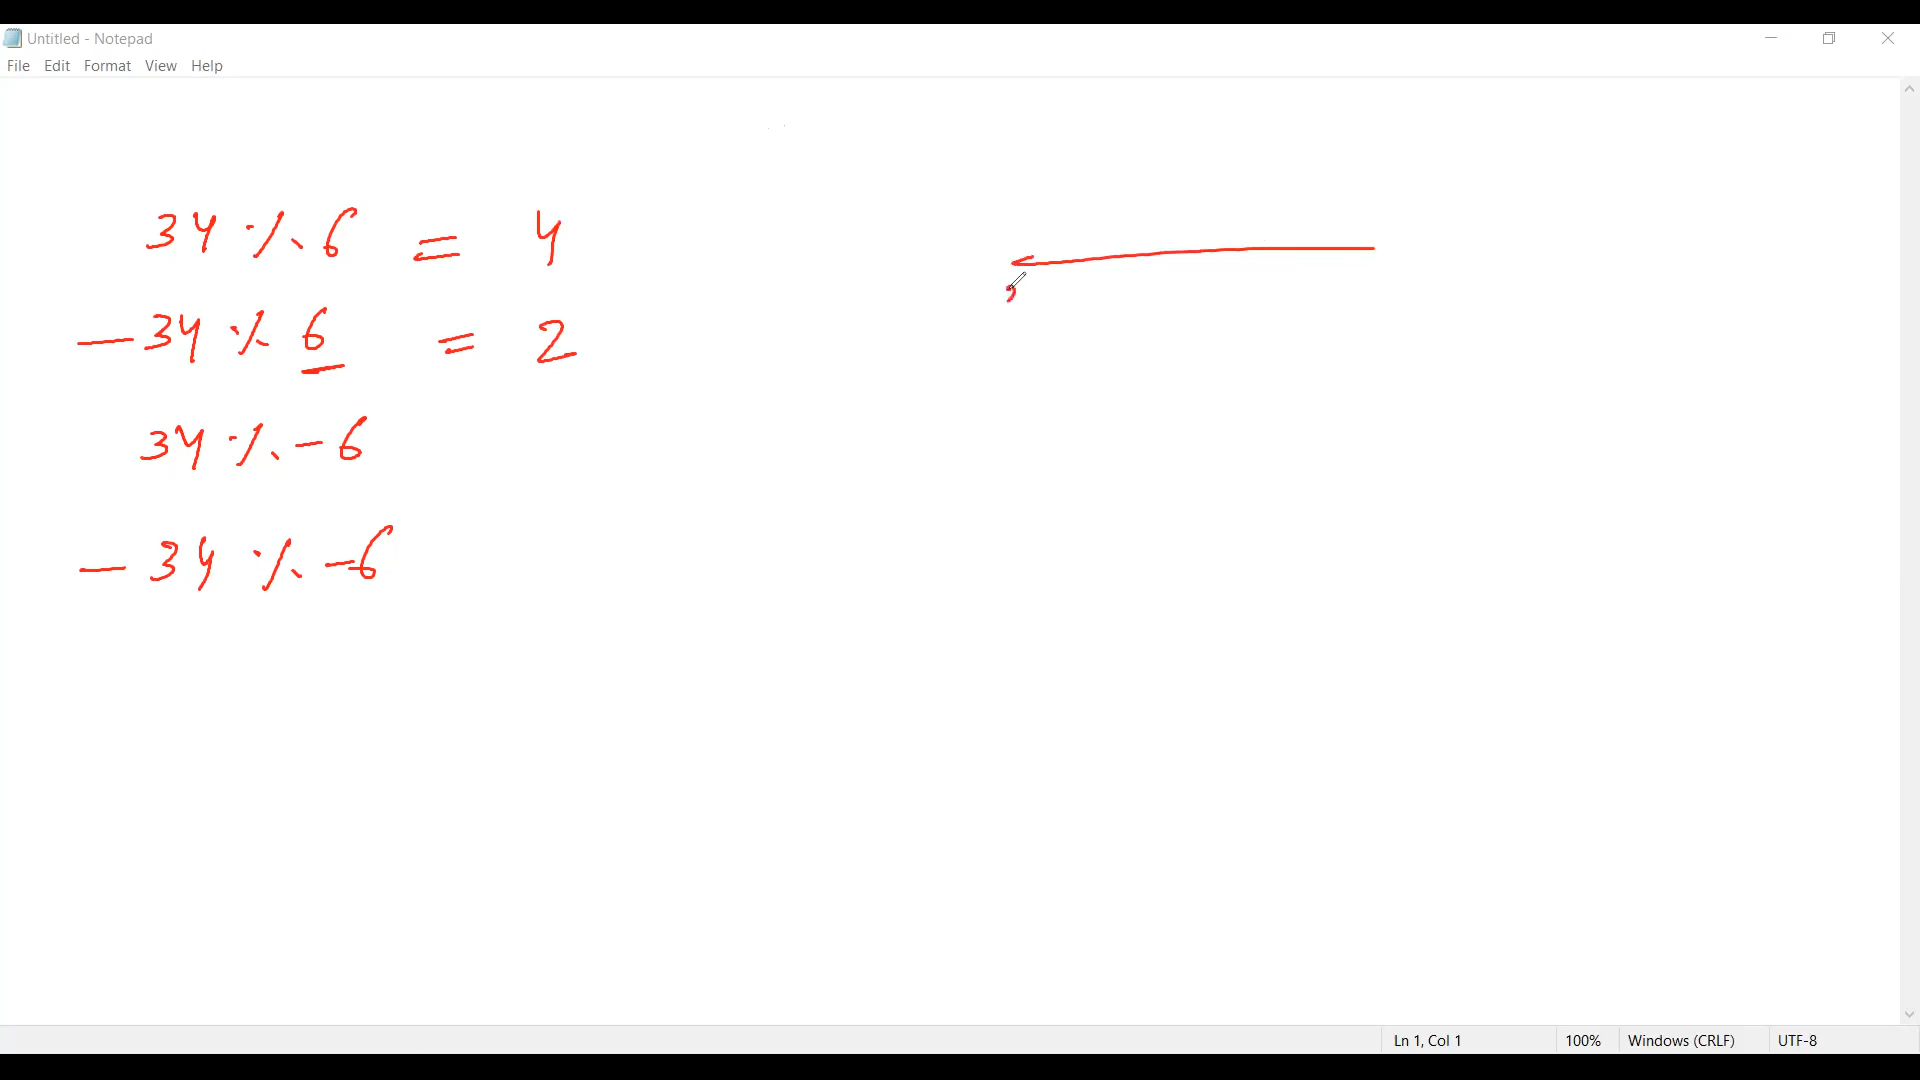 Untitled - Notepad
File Edit Format View Help
34 % 6 = 4
- 34 % 6 = 2
34 % - 6
- 34 % - 6
Ln 1, Col 1 100% Windows (CRLF) UTF-8